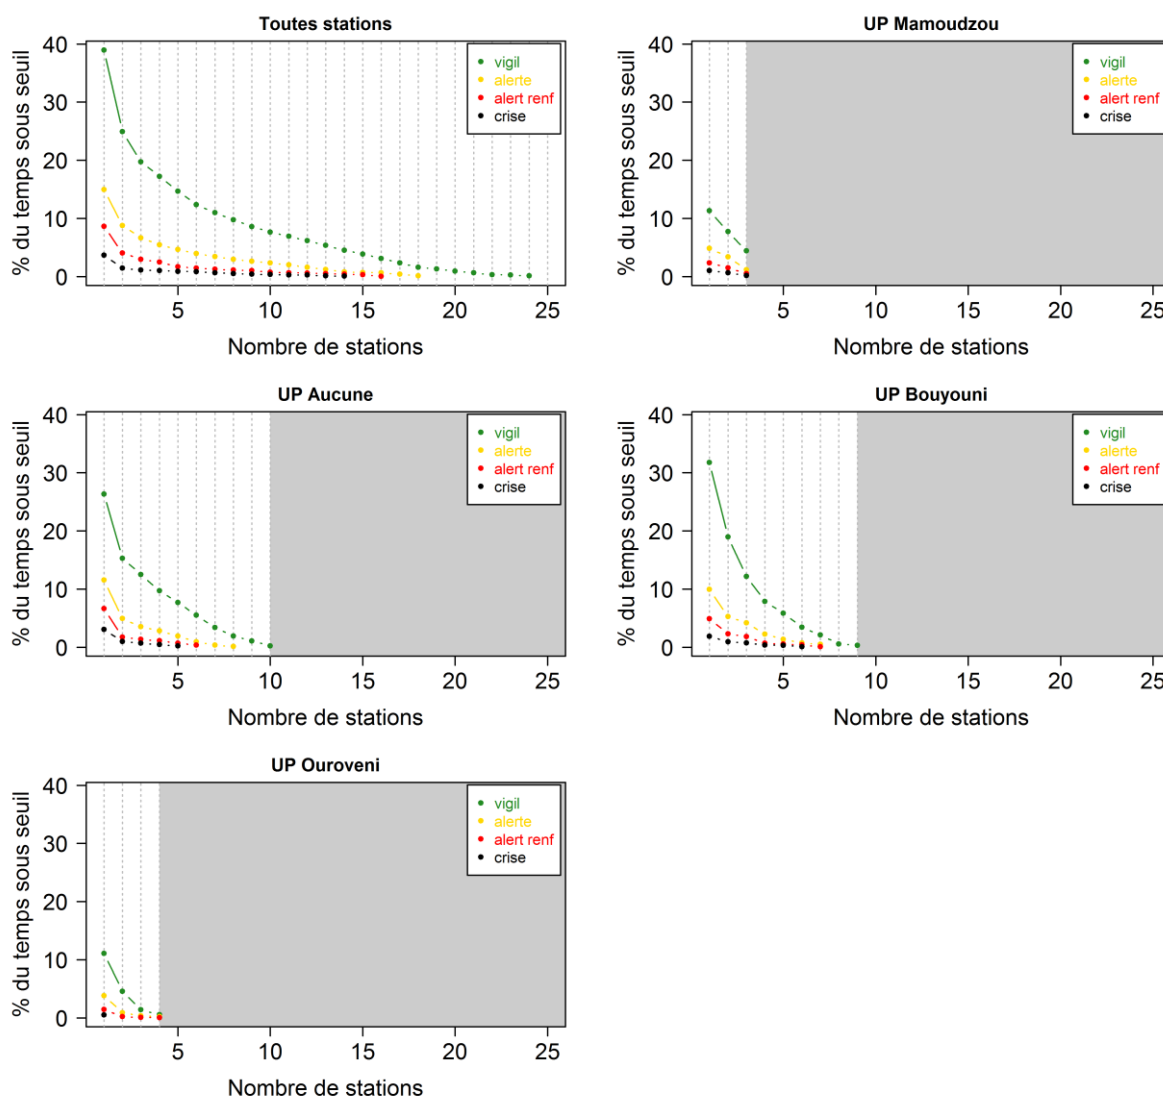 Toutes stations
% du temps sous seuil
40
30
20
10
0
vigil
alerte
alert renf
crise
5 10 15 20 25
Nombre de stations
UP Mamoudzou
% du temps sous seuil
40
30
20
10
0
vigil
alerte
alert renf
crise
5 10 15 20 25
Nombre de stations
UP Aucune
% du temps sous seuil
40
30
20
10
0
vigil
alerte
alert renf
crise
5 10 15 20 25
Nombre de stations
UP Bouyouni
% du temps sous seuil
40
30
20
10
0
vigil
alerte
alert renf
crise
5 10 15 20 25
Nombre de stations
UP Ouroveni
% du temps sous seuil
40
30
20
10
0
vigil
alerte
alert renf
crise
5 10 15 20 25
Nombre de stations